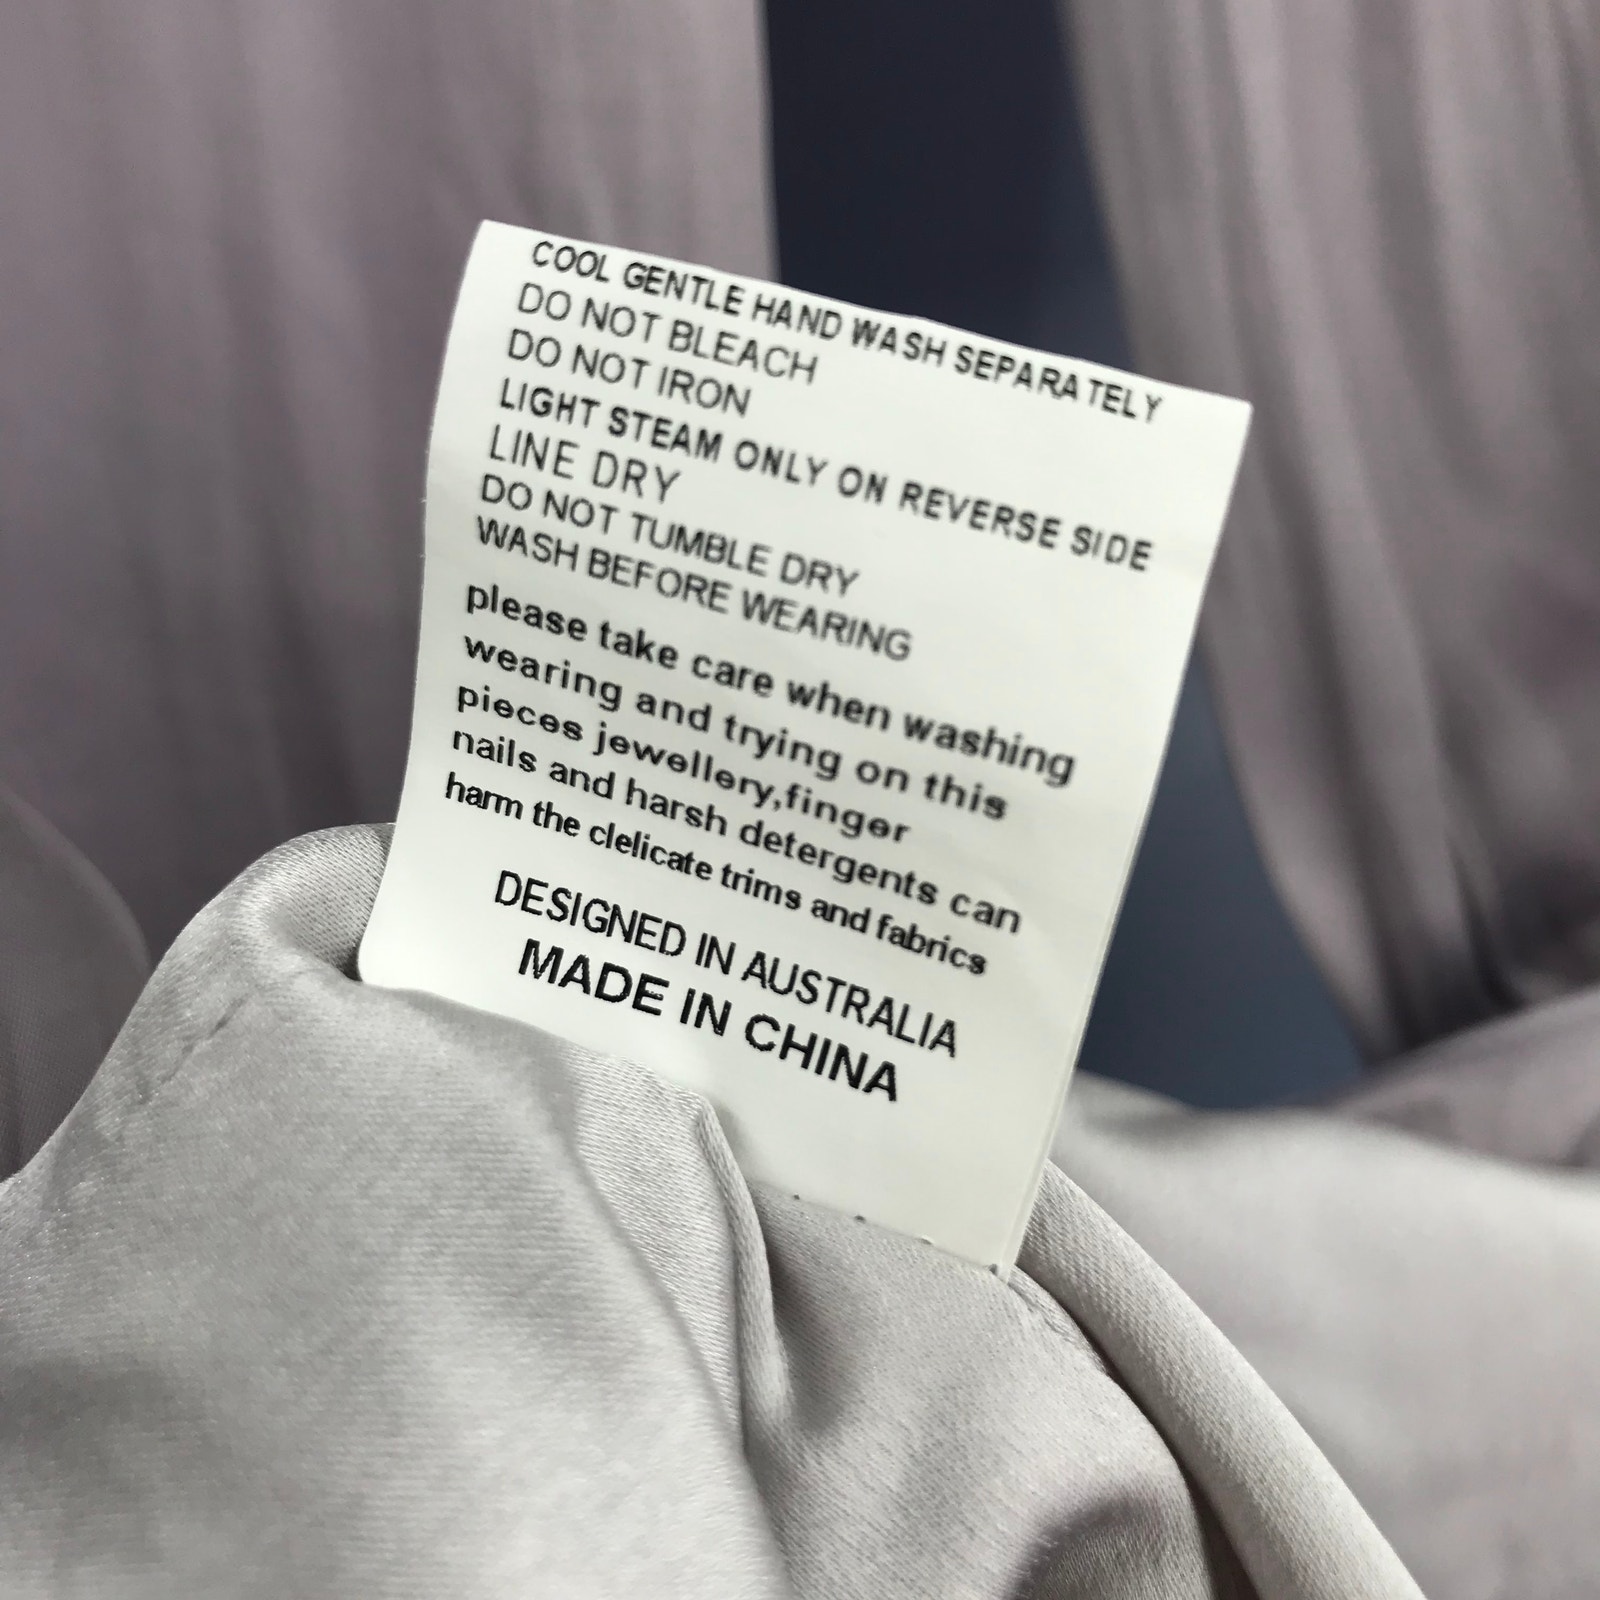 COOL GENTLE HAND WASH SEPARATELY
DO NOT BLEACH
DO NOT IRON
LIGHT STEAM ONLY ON REVERSE SIDE
LINE DRY
DO NOT TUMBLE DRY
WASH BEFORE WEARING
please take care when washing
wearing and trying on this
pieces jewellery,finger
nails and harsh detergents can
harm the clelicate trims and fabrics
DESIGNED IN AUSTRALIA
MADE IN CHINA